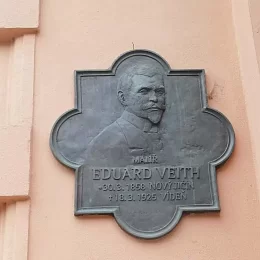 MALÍŘ
EDUARD VEITH
*30.3. 1858 NOVÝ JIČÍN
† 18.3. 1925 VÍDEŇ